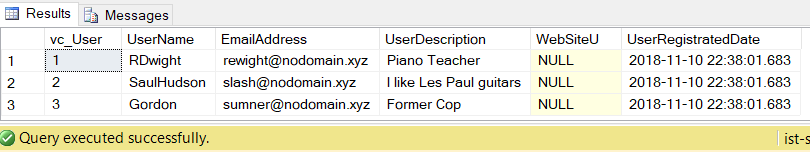 Results Messages
vc_User UserName EmailAddress UserDescription WebSiteU UserRegistratedDate
1 1 RDwight rewight@nodomain.xyz Piano Teacher NULL 2018-11-10 22:38:01.683
2 2 SaulHudson slash@nodomain.xyz I like Les Paul guitars NULL 2018-11-10 22:38:01.683
3 3 Gordon sumner@nodomain.xyz Former Cop NULL 2018-11-10 22:38:01.683
Query executed successfully. ist-s